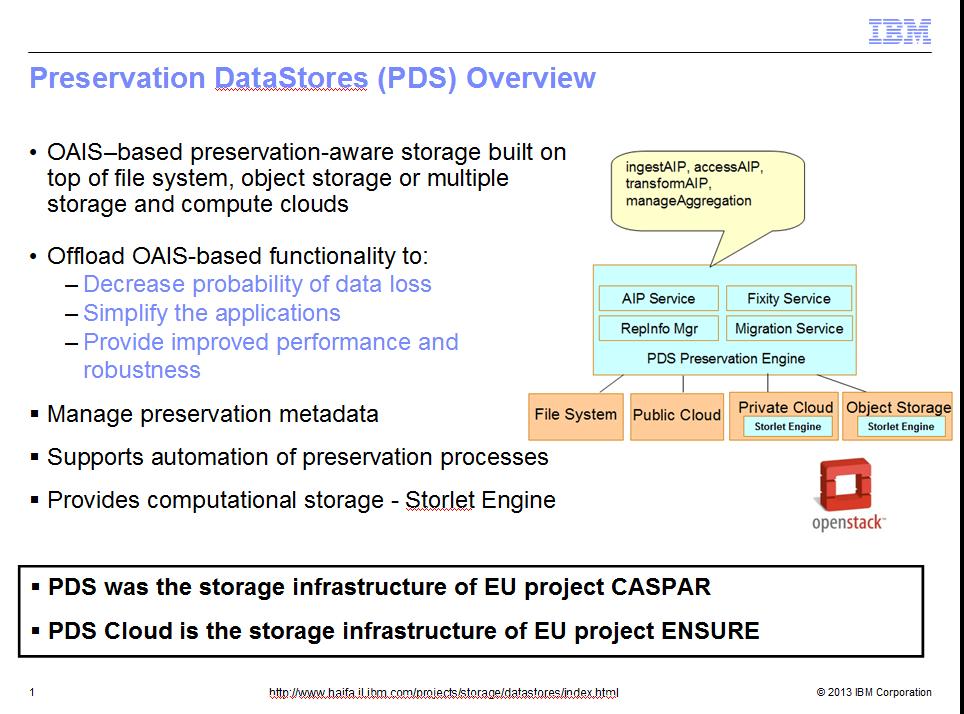 IBM
Preservation DataStores (PDS) Overview
• OAIS–based preservation-aware storage built on
top of file system, object storage or multiple
storage and compute clouds
• Offload OAIS-based functionality to:
– Decrease probability of data loss
– Simplify the applications
– Provide improved performance and
robustness
▪ Manage preservation metadata
▪ Supports automation of preservation processes
▪ Provides computational storage - Storlet Engine
ingestAIP, accessAIP,
transformAIP,
manageAggregation
AIP Service
Fixity Service
RepInfo Mgr
Migration Service
PDS Preservation Engine
File System
Public Cloud
Private Cloud
Storlet Engine
Object Storage
Storlet Engine
openstack™
▪ PDS was the storage infrastructure of EU project CASPAR
▪ PDS Cloud is the storage infrastructure of EU project ENSURE
1
http://www.haifa.il.ibm.com/projects/storage/datastores/index.html
© 2013 IBM Corporation